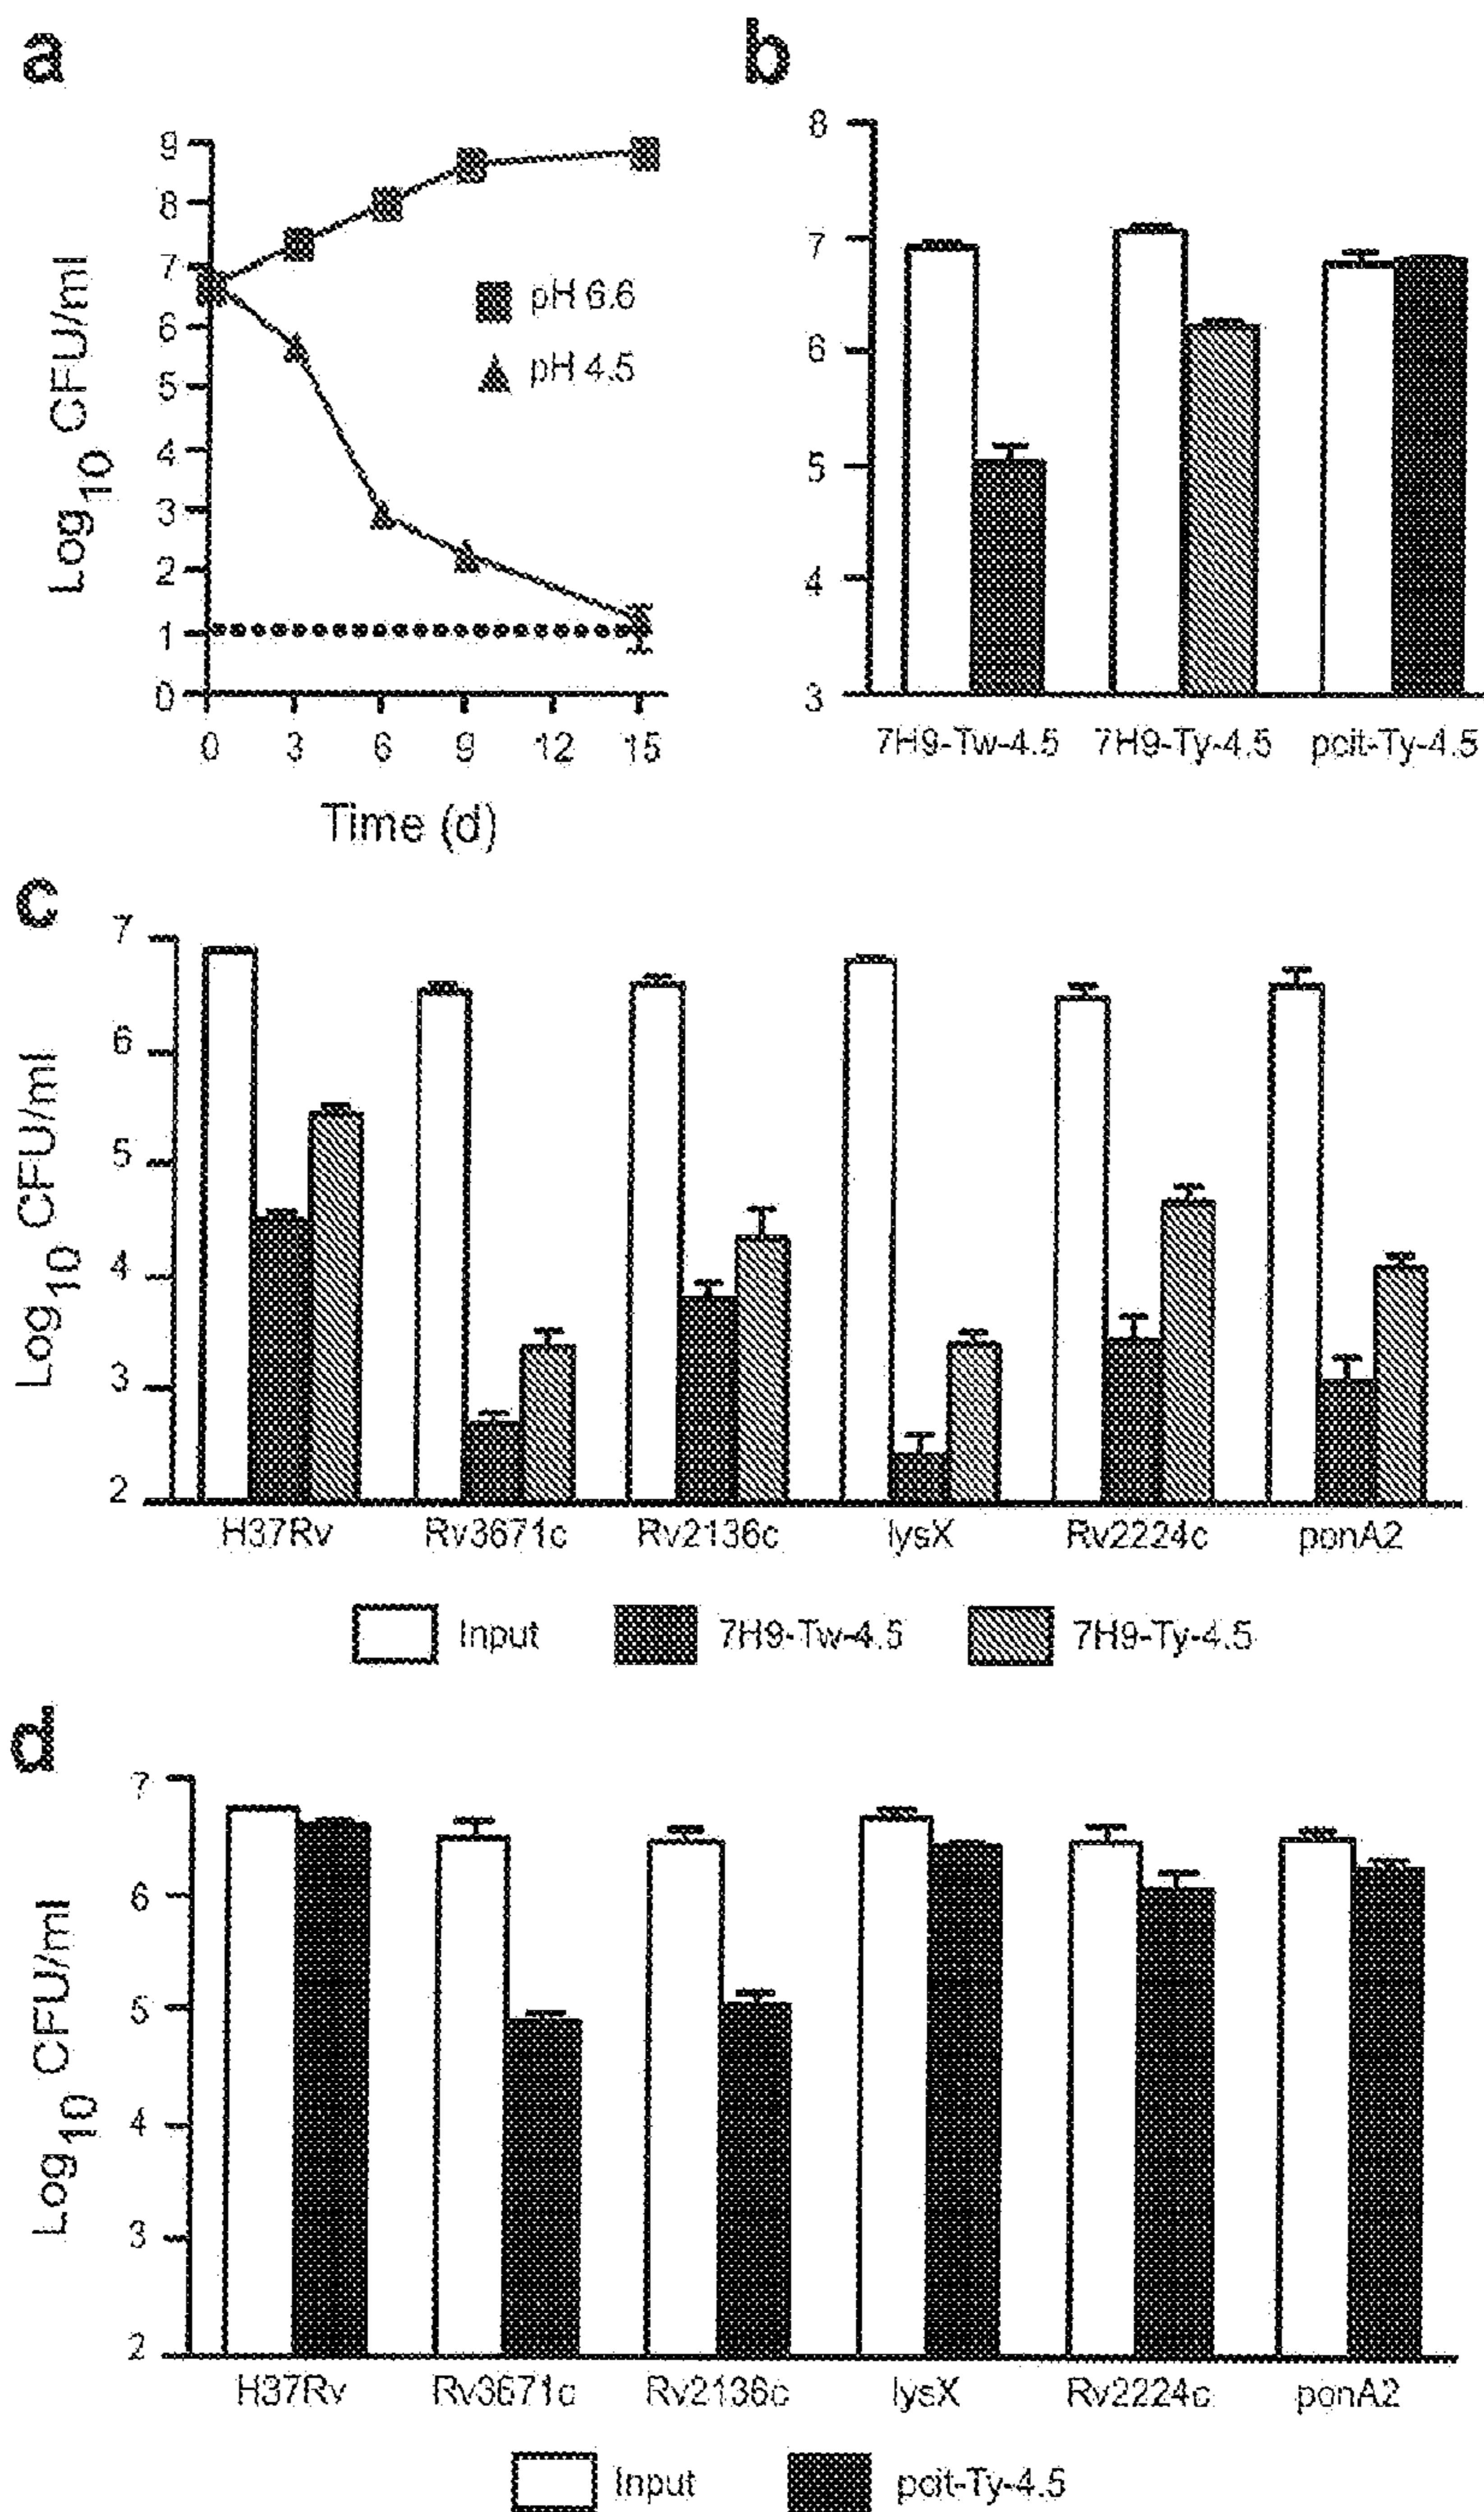 a
9
8
7
6
5
4
3
2
1
0
Log10 CFU/ml
pH 6.6
pH 4.5
0 3 6 9 12 15
Time (d)
b
8
7
6
5
4
3
7H9-Tw-4.5 7H9-Ty-4.5 pcit-Ty-4.5
c
7
6
5
4
3
2
Log10 CFU/ml
H37Rv Rv3671c Rv2136c lysX Rv2224c ponA2
Input 7H9-Tw-4.5 7H9-Ty-4.5
d
7
6
5
4
3
2
Log10 CFU/ml
H37Rv Rv3671c Rv2136c lysX Rv2224c ponA2
Input pcit-Ty-4.5